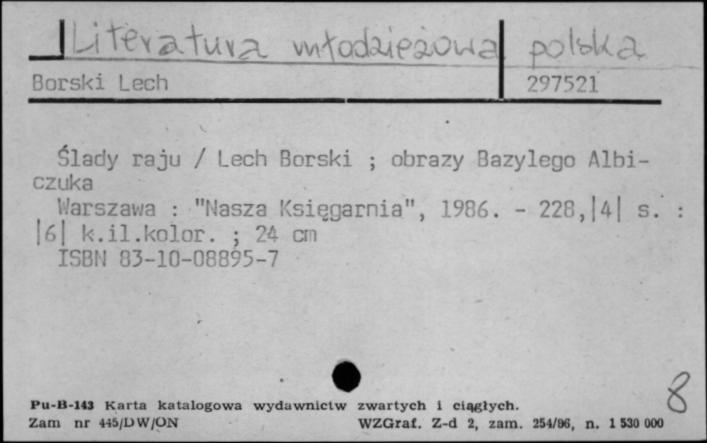 Literatura młodzieżowa polska
Borski Lech 297521
Ślady raju / Lech Borski ; obrazy Bazylego Albi-
czuka
Warszawa : "Nasza Księgarnia", 1986. - 228,|4| s. :
|6| k.il.kolor. ; 24 cm
ISBN 83-10-08895-7
8
Pu-B-143 Karta katalogowa wydawnictw zwartych i ciągłych.
Zam nr 445/DW/ON WZGraf. Z-d 2, zam. 254/96, n. 1 530 000